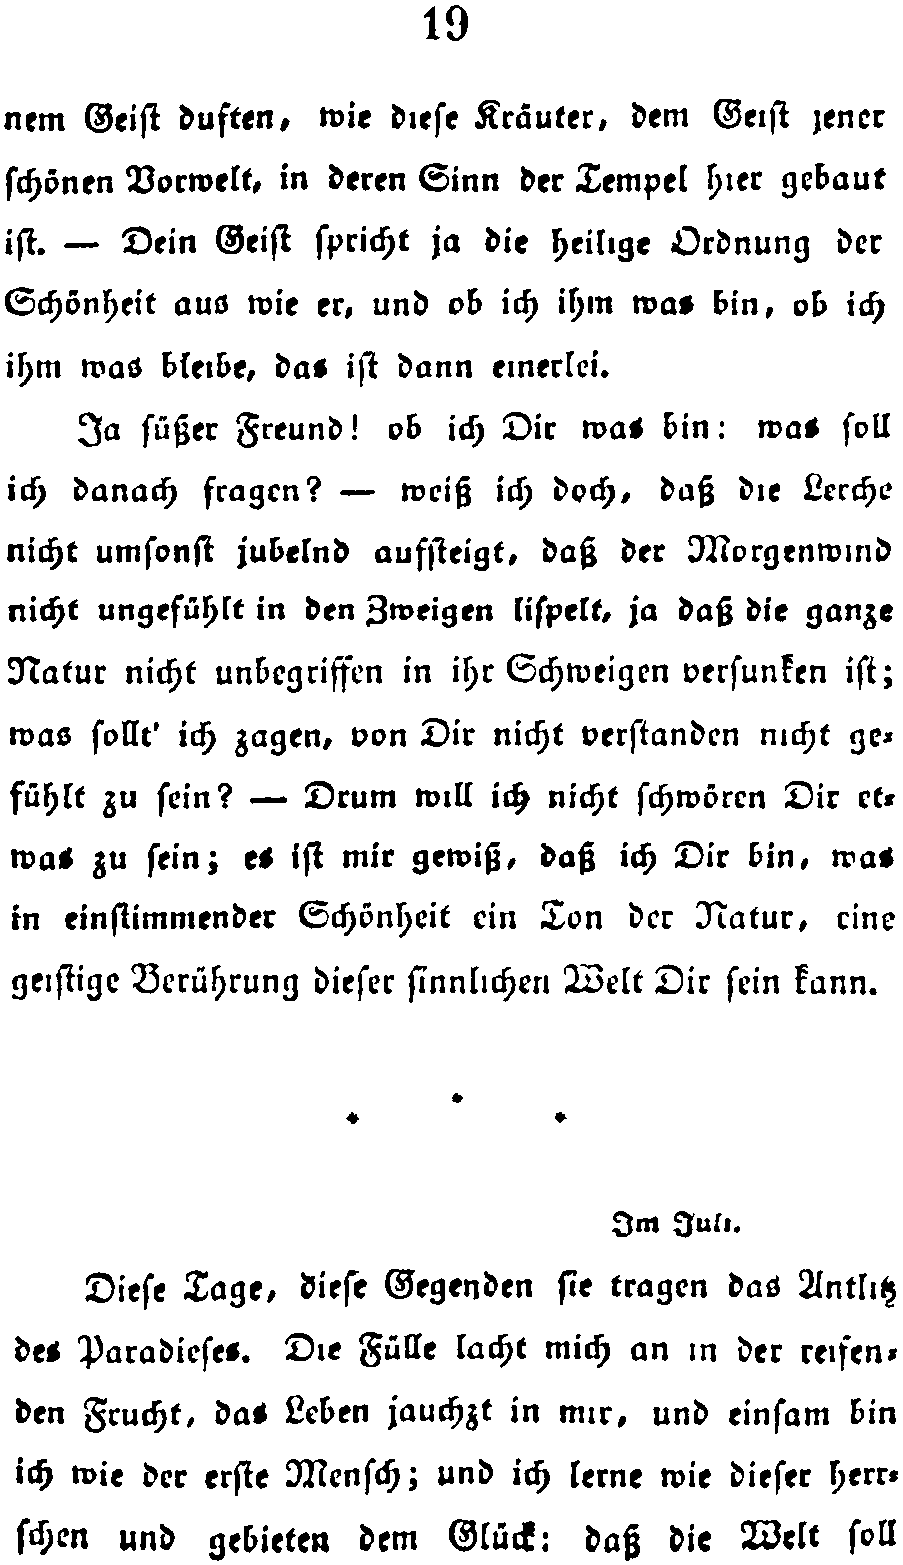 19
nem Geist duften, wie diese Kräuter, dem Geist jener
schönen Vorwelt, in deren Sinn der Tempel hier gebaut
ist. — Dein Geist spricht ja die heilige Ordnung der
Schönheit aus wie er, und ob ich ihm was bin, ob ich
ihm was bleibe, das ist dann einerlei.
Ja süßer Freund! ob ich Dir was bin: was soll
ich danach fragen? — weiß ich doch, daß die Lerche
nicht umsonst jubelnd aufsteigt, daß der Morgenwind
nicht ungefühlt in den Zweigen lispelt, ja daß die ganze
Natur nicht unbegriffen in ihr Schweigen versunken ist;
was sollt' ich zagen, von Dir nicht verstanden nicht ge-
fühlt zu sein? — Drum will ich nicht schwören Dir et-
was zu sein; es ist mir gewiß, daß ich Dir bin, was
in einstimmender Schönheit ein Ton der Natur, eine
geistige Berührung dieser sinnlichen Welt Dir sein kann.
Im Juli.
Diese Tage, diese Gegenden sie tragen das Antlitz
des Paradieses. Die Fülle lacht mich an in der reifen-
den Frucht, das Leben jauchzt in mir, und einsam bin
ich wie der erste Mensch; und ich lerne wie dieser herr-
schen und gebieten dem Glück: daß die Welt soll